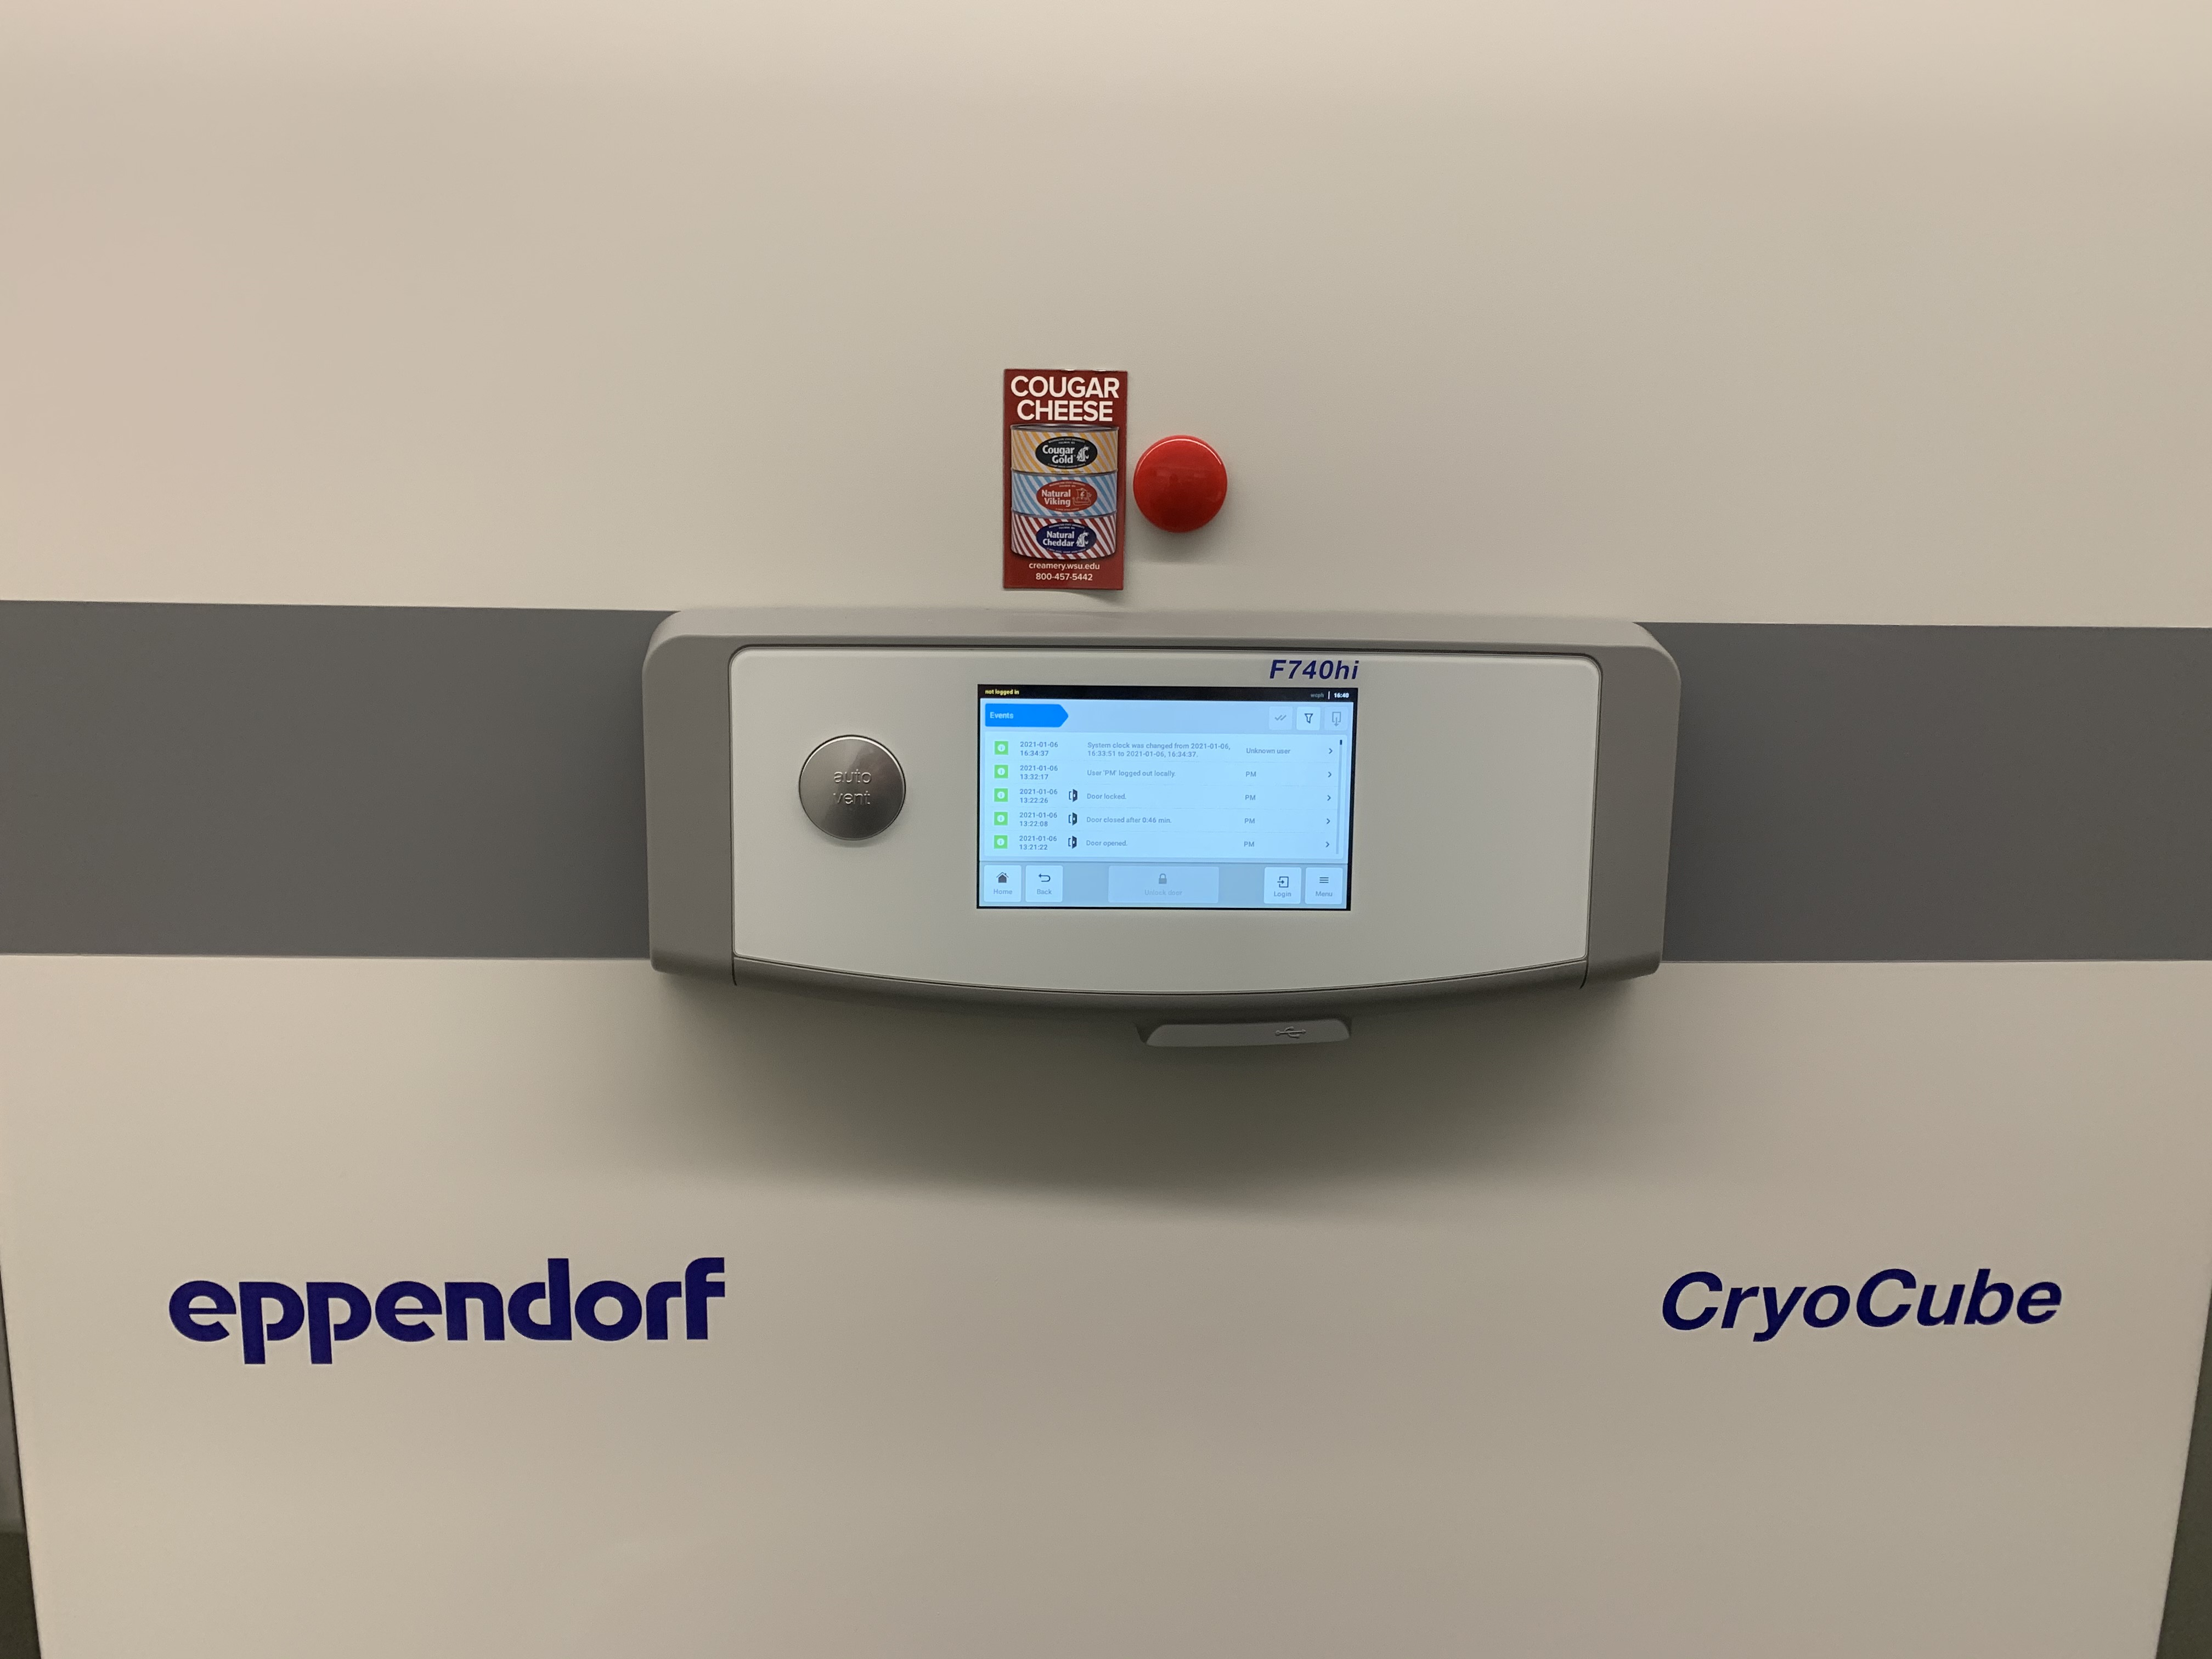 COUGAR
CHEESE
Cougar
Gold
Natural
Viking
Natural
Cheddar
creamery.wsu.edu
800-457-5442
F740hi
not logged in
16:40
Events
2021-01-06
16:34:37
System clock was changed from 2021-01-06,
16:33:51 to 2021-01-06, 16:34:37.
Unknown user
2021-01-06
13:32:17
User 'PM' logged out locally.
PM
2021-01-06
13:22:26
Door locked.
PM
2021-01-06
13:22:08
Door closed after 0:46 min.
PM
2021-01-06
13:21:22
Door opened.
PM
Home
Back
Unlock door
Login
Menu
auto
vent
eppendorf
CryoCube